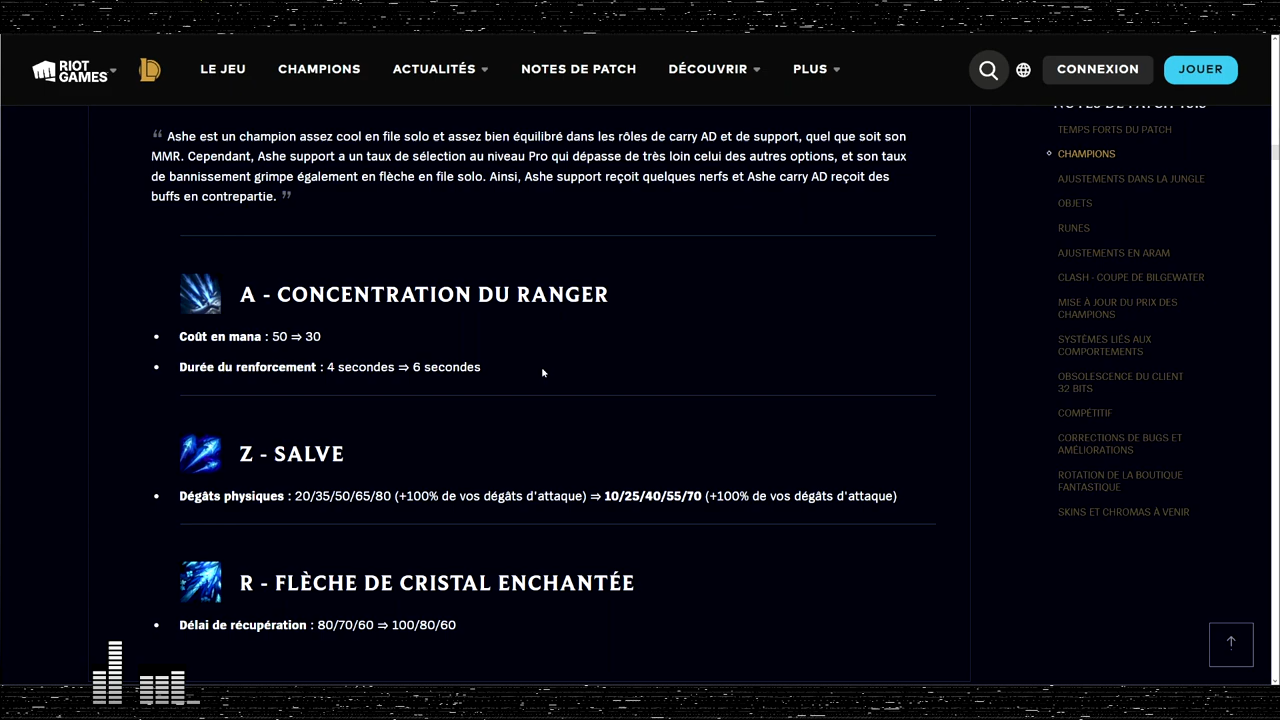 RIOT GAMES
LE JEU
CHAMPIONS
ACTUALITÉS
NOTES DE PATCH
DÉCOUVRIR
PLUS
CONNEXION
JOUER
“ Ashe est un champion assez cool en file solo et assez bien équilibré dans les rôles de carry AD et de support, quel que soit son
MMR. Cependant, Ashe support a un taux de sélection au niveau Pro qui dépasse de très loin celui des autres options, et son taux
de bannissement grimpe également en flèche en file solo. Ainsi, Ashe support reçoit quelques nerfs et Ashe carry AD reçoit des
buffs en contrepartie. ”
A - CONCENTRATION DU RANGER
• Coût en mana : 50 ⇒ 30
• Durée du renforcement : 4 secondes ⇒ 6 secondes
Z - SALVE
• Dégâts physiques : 20/35/50/65/80 (+100% de vos dégâts d'attaque) ⇒ 10/25/40/55/70 (+100% de vos dégâts d'attaque)
R - FLÈCHE DE CRISTAL ENCHANTÉE
• Délai de récupération : 80/70/60 ⇒ 100/80/60
NOTES DE PATCH
TEMPS FORTS DU PATCH
CHAMPIONS
AJUSTEMENTS DANS LA JUNGLE
OBJETS
RUNES
AJUSTEMENTS EN ARAM
CLASH - COUPE DE BILGEWATER
MISE À JOUR DU PRIX DES
CHAMPIONS
SYSTÈMES LIÉS AUX
COMPORTEMENTS
OBSOLESCENCE DU CLIENT
32 BITS
COMPÉTITIF
CORRECTIONS DE BUGS ET
AMÉLIORATIONS
ROTATION DE LA BOUTIQUE
FANTASTIQUE
SKINS ET CHROMAS À VENIR